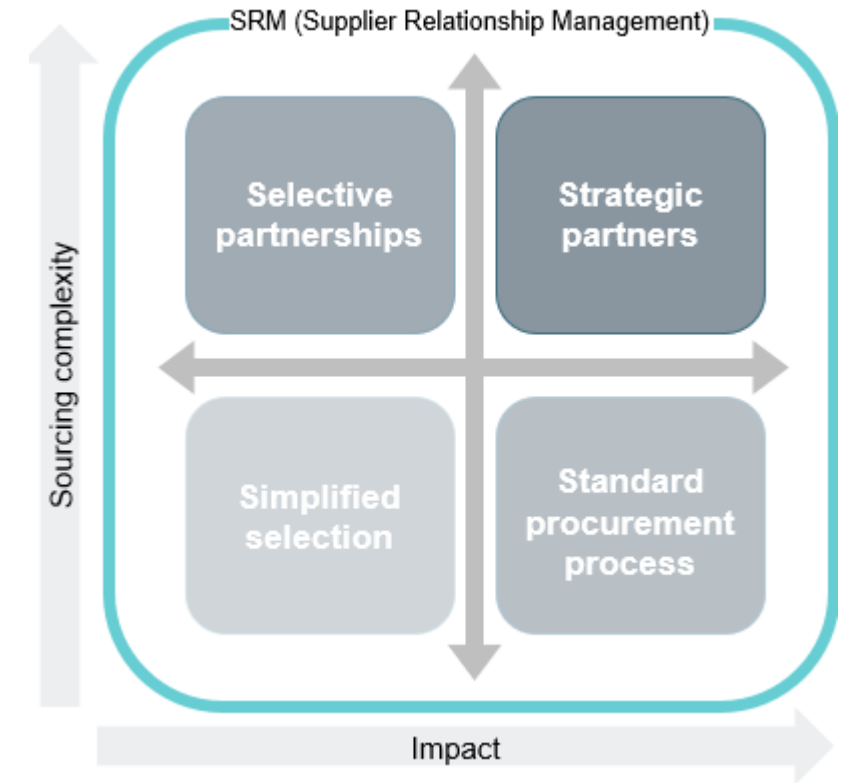 SRM (Supplier Relationship Management)
Selective
partnerships
Strategic
partners
Sourcing complexity
Simplified
selection
Standard
procurement
process
Impact